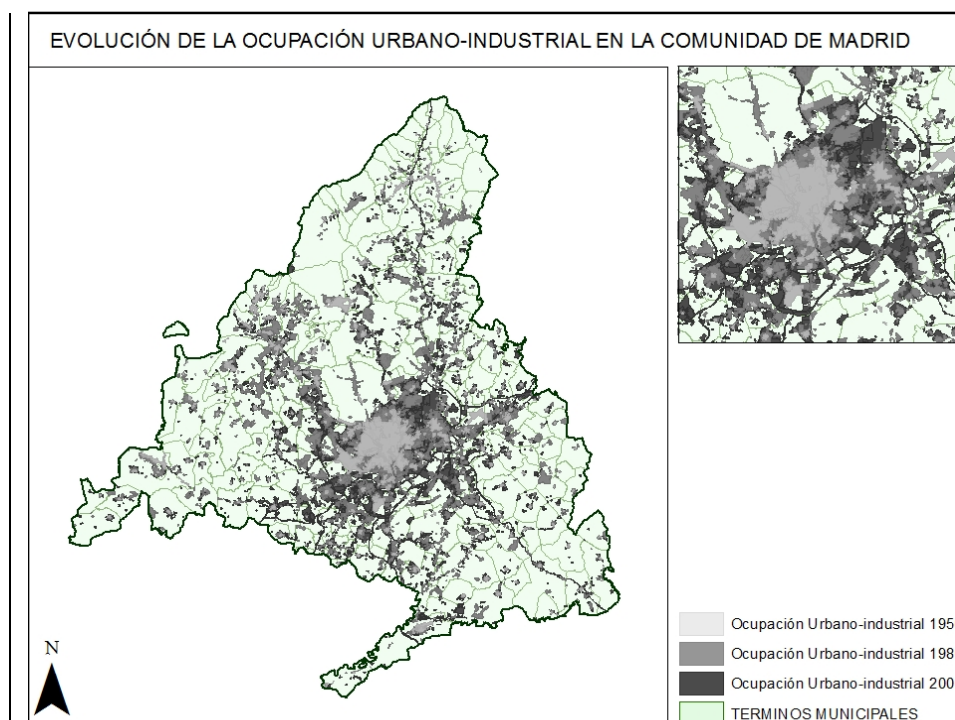 EVOLUCIÓN DE LA OCUPACIÓN URBANO-INDUSTRIAL EN LA COMUNIDAD DE MADRID
N
Ocupación Urbano-industrial 195
Ocupación Urbano-industrial 198
Ocupación Urbano-industrial 200
TERMINOS MUNICIPALES